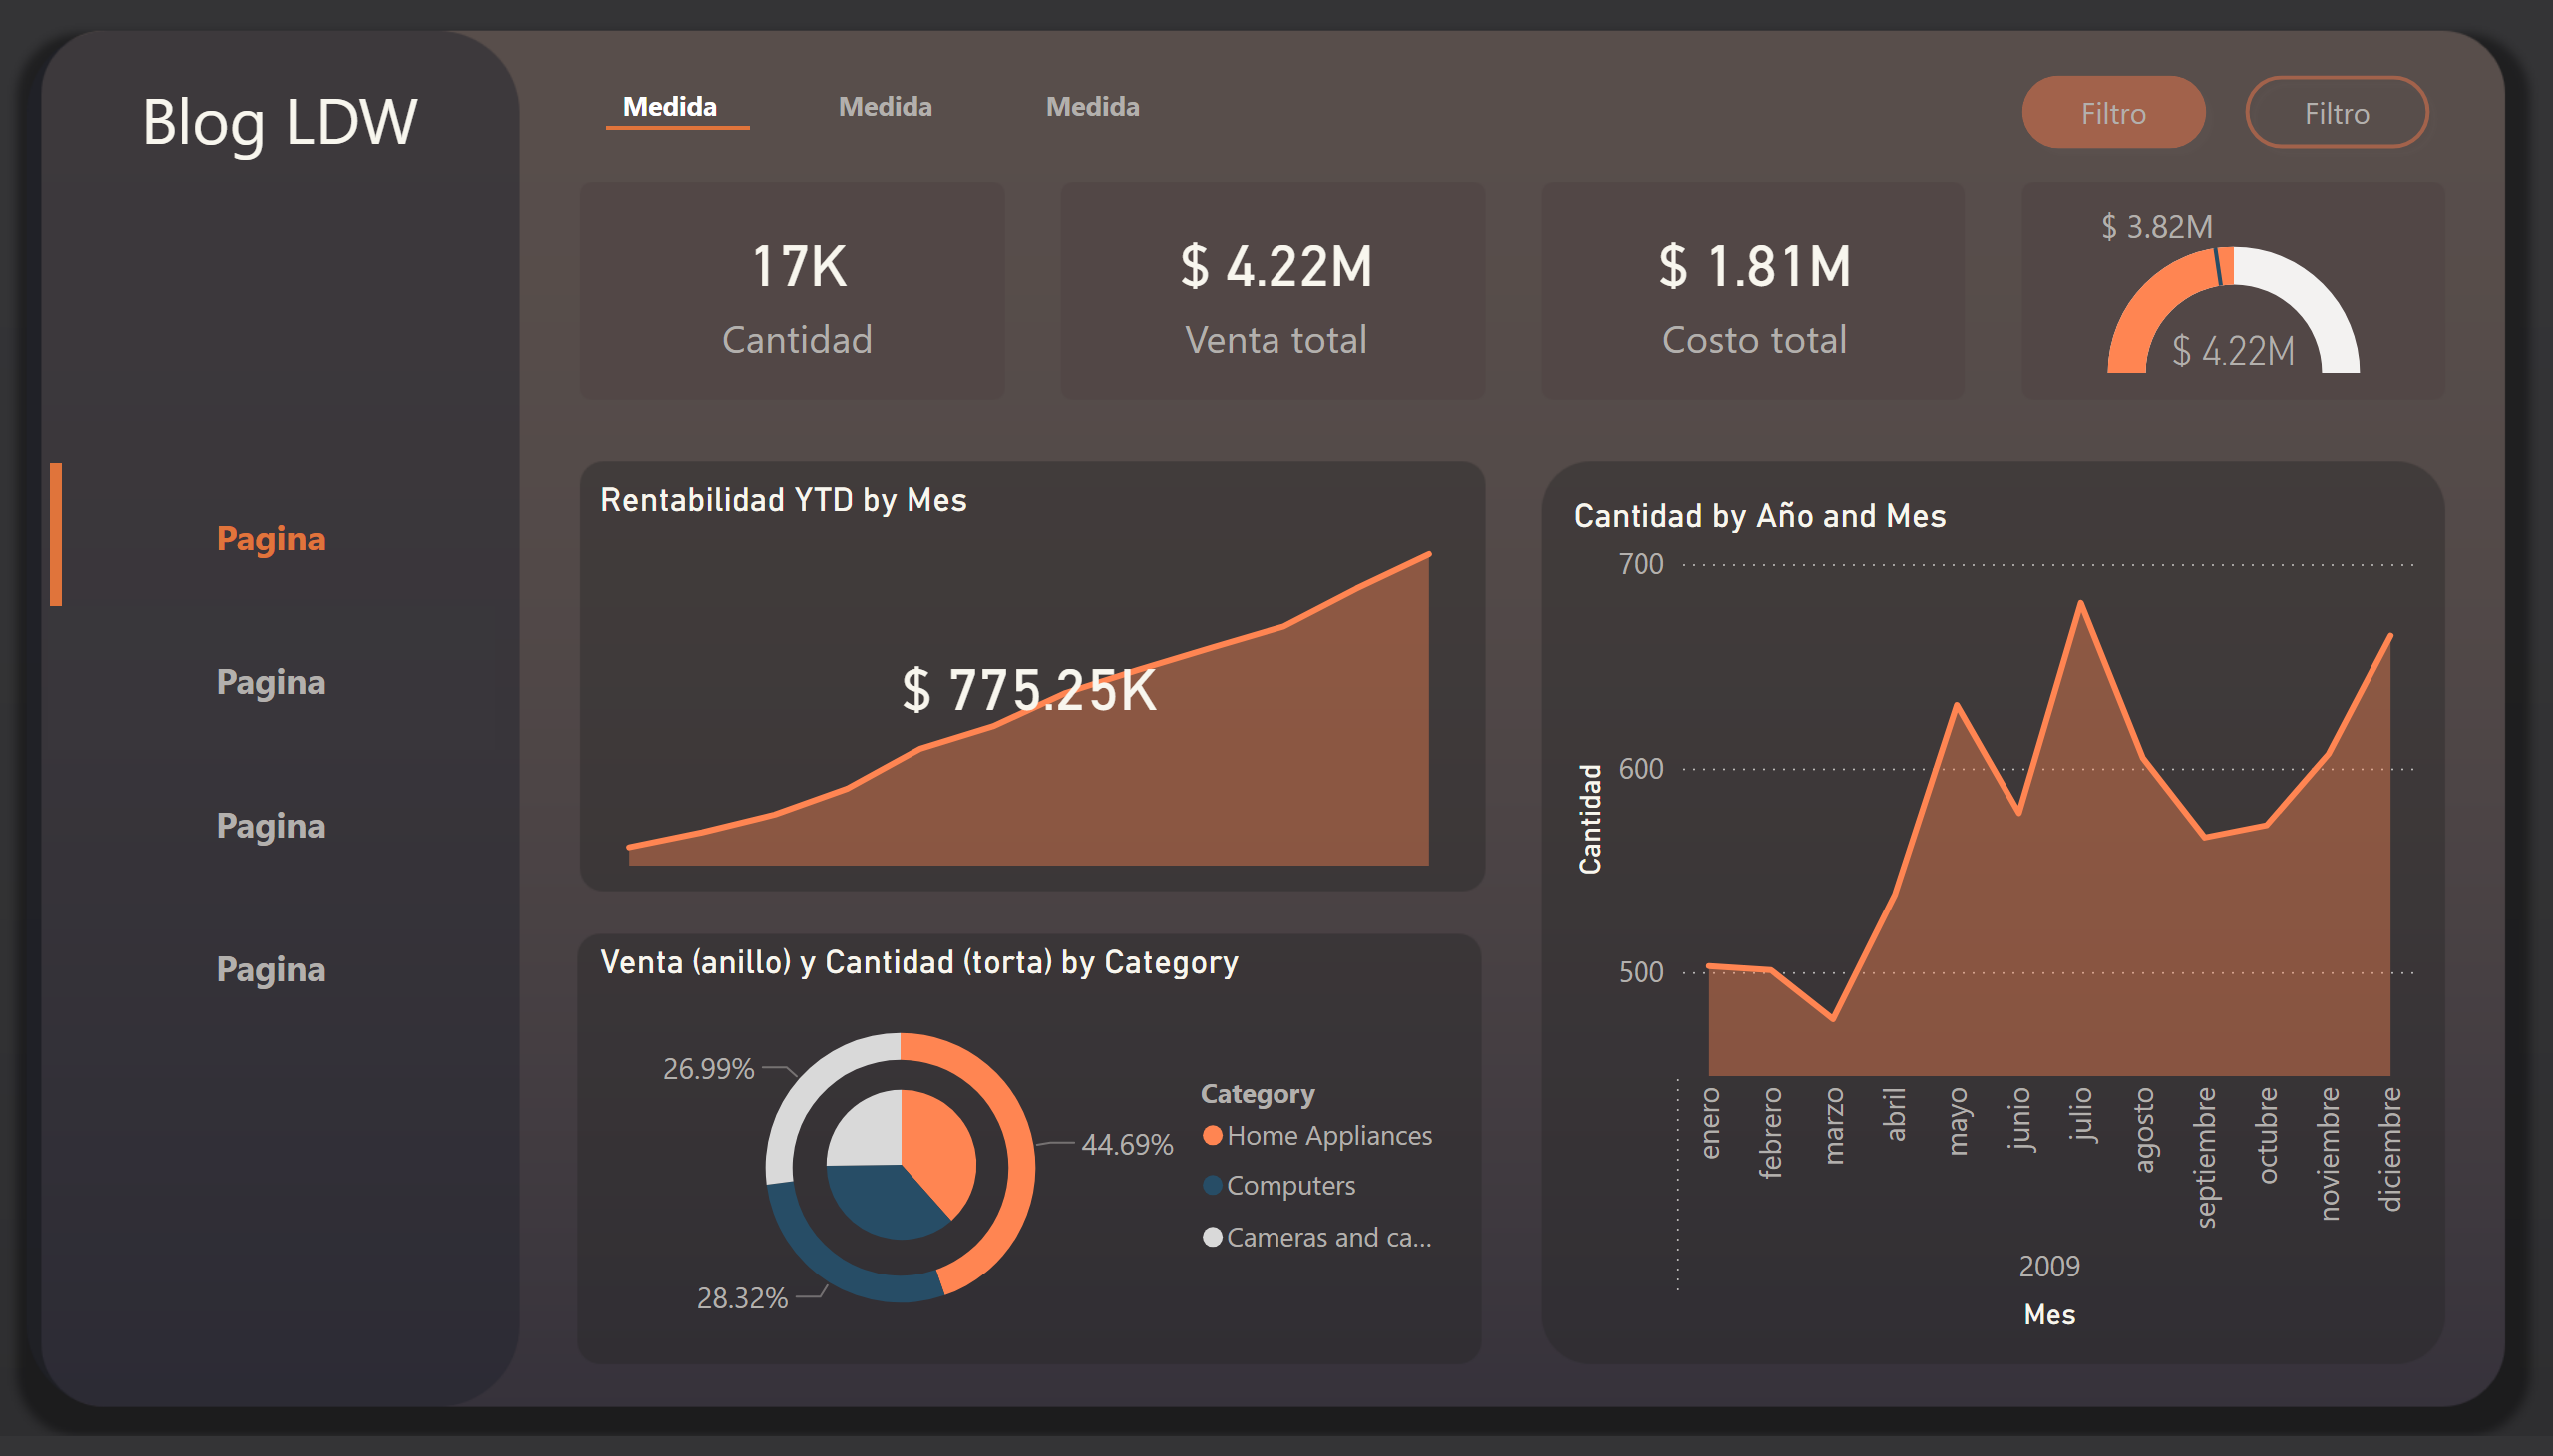 Blog LDW
Pagina
Pagina
Pagina
Pagina
Medida
Medida
Medida
Filtro
Filtro
17K
Cantidad
$ 4.22M
Venta total
$ 1.81M
Costo total
$ 3.82M
$ 4.22M
Rentabilidad YTD by Mes
$ 775.25K
Venta (anillo) y Cantidad (torta) by Category
26.99%
44.69%
28.32%
Category
Home Appliances
Computers
Cameras and ca...
Cantidad by Año and Mes
700
600
500
Cantidad
enero
febrero
marzo
abril
mayo
junio
julio
agosto
septiembre
octubre
noviembre
diciembre
2009
Mes